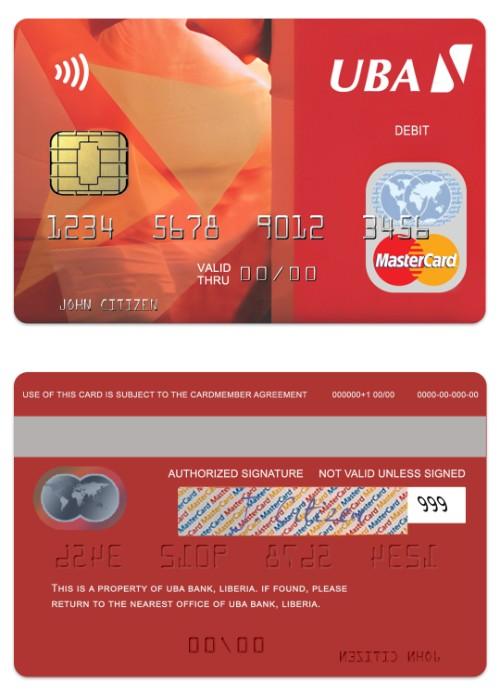 UBA
DEBIT
1234 5678 9012 3456
MasterCard
VALID
THRU 00/00
JOHN CITIZEN
USE OF THIS CARD IS SUBJECT TO THE CARDMEMBER AGREEMENT 000000+1 00/00 0000-00-000-00
AUTHORIZED SIGNATURE NOT VALID UNLESS SIGNED
999
THIS IS A PROPERTY OF UBA BANK, LIBERIA. IF FOUND, PLEASE
RETURN TO THE NEAREST OFFICE OF UBA BANK, LIBERIA.